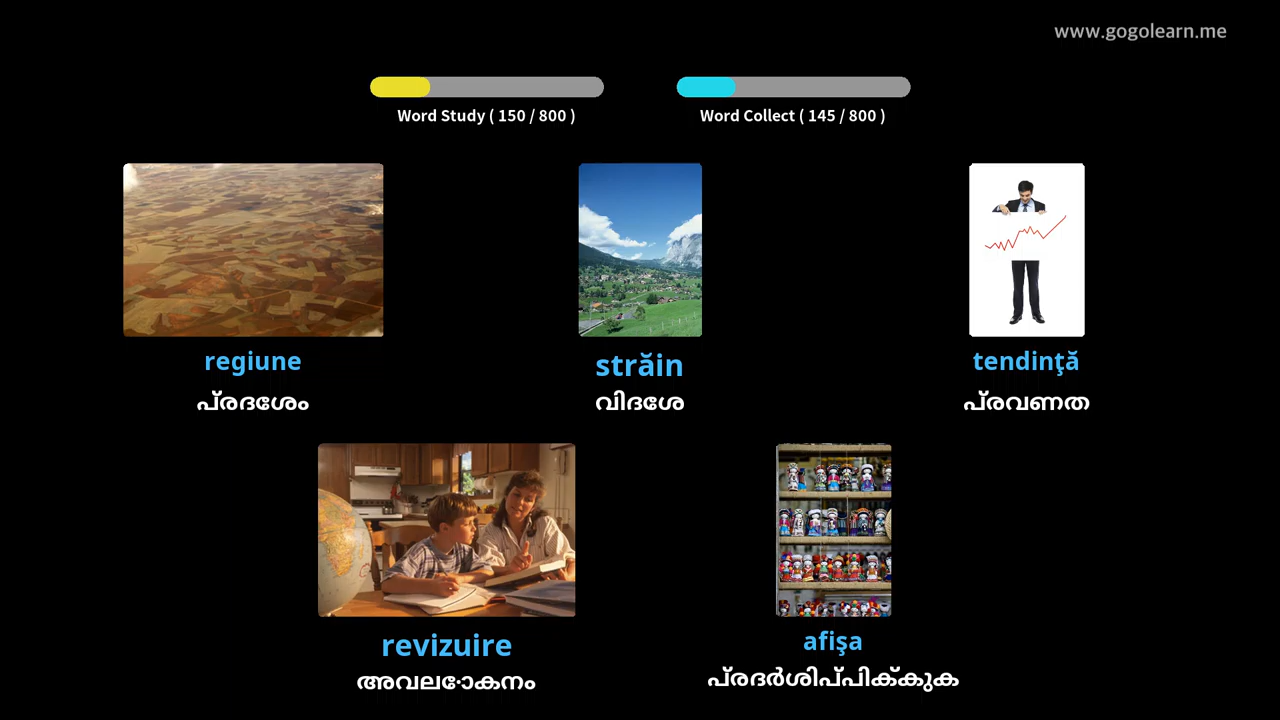 www.gogolearn.me
Word Study ( 150 / 800 )
Word Collect ( 145 / 800 )
regiune
പ്രദേശം
străin
വിദേശ
tendinţă
പ്രവണത
revizuire
അവലോകനം
afişa
പ്രദർശിപ്പിക്കുക